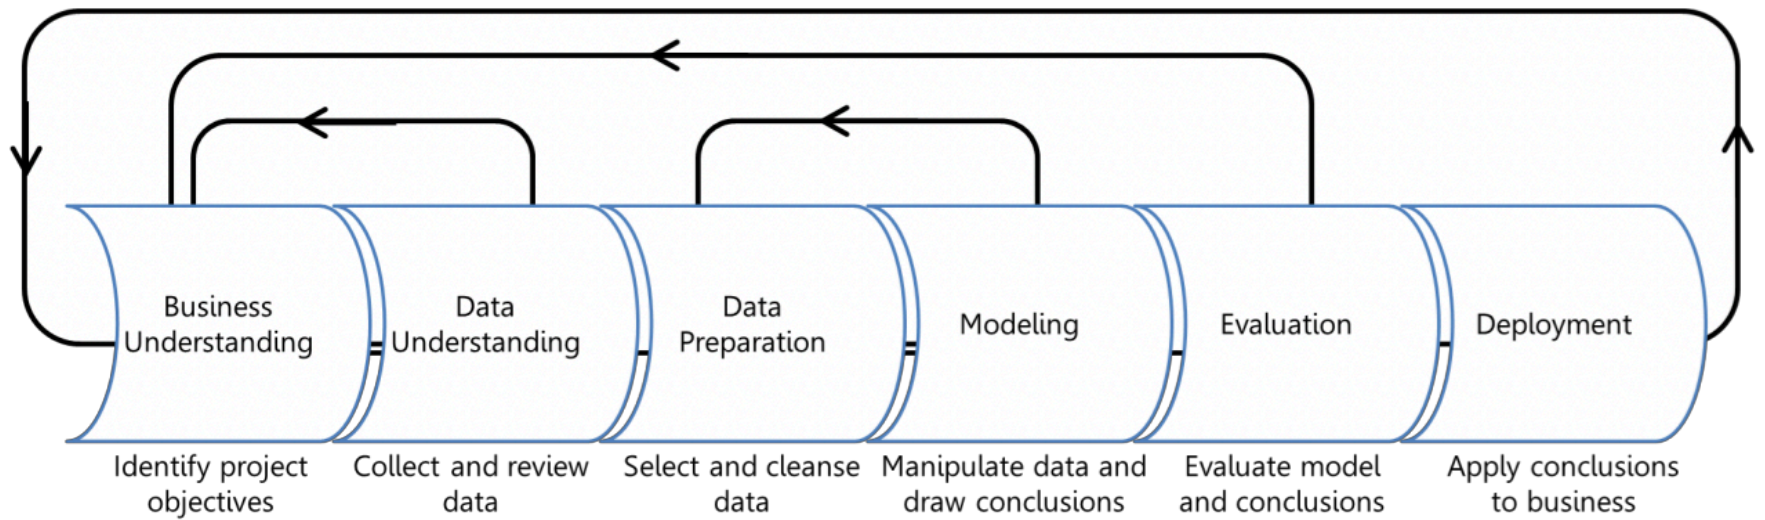 Business
Understanding
Data
Understanding
Data
Preparation
Modeling
Evaluation
Deployment
Identify project
objectives
Collect and review
data
Select and cleanse
data
Manipulate data and
draw conclusions
Evaluate model
and conclusions
Apply conclusions
to business